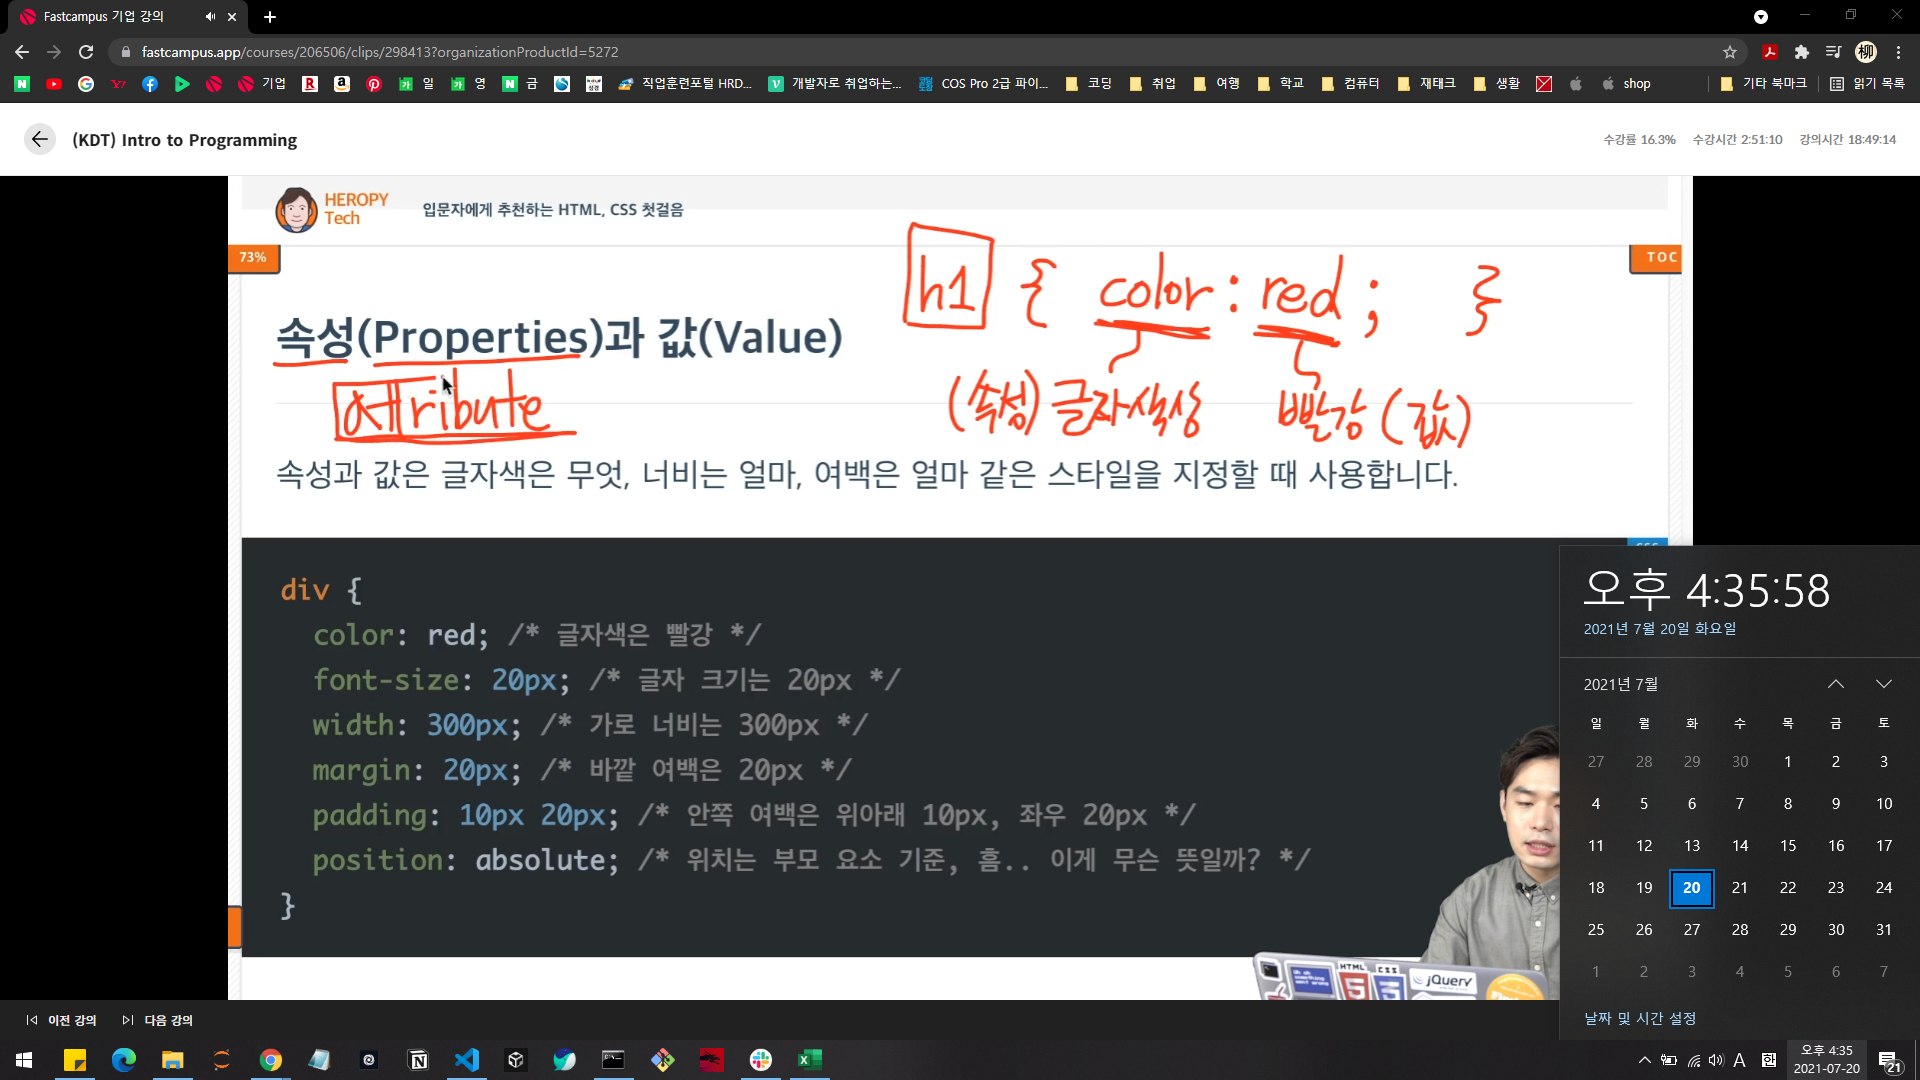 Fastcampus 기업 강의
fastcampus.app/courses/206506/clips/298413?organizationProductId=5272
기업 일 영 금 직업훈련포털 HRD... 개발자로 취업하는... COS Pro 2급 파이... 코딩 취업 여행 학교 컴퓨터 재태크 생활 shop 기타 북마크 읽기 목록
(KDT) Intro to Programming
수강률 16.3% 수강시간 2:51:10 강의시간 18:49:14
HEROPY
Tech
입문자에게 추천하는 HTML, CSS 첫걸음
73%
TOC
h1 { color : red ; }
속성(Properties)과 값(Value)
attribute
(속성) 글자색상 빨강 (값)
속성과 값은 글자색은 무엇, 너비는 얼마, 여백은 얼마 같은 스타일을 지정할 때 사용합니다.
div {
color: red; /* 글자색은 빨강 */
font-size: 20px; /* 글자 크기는 20px */
width: 300px; /* 가로 너비는 300px */
margin: 20px; /* 바깥 여백은 20px */
padding: 10px 20px; /* 안쪽 여백은 위아래 10px, 좌우 20px */
position: absolute; /* 위치는 부모 요소 기준, 흠.. 이게 무슨 뜻일까? */
}
HTML CSS jQuery
오후 4:35:58
2021년 7월 20일 화요일
2021년 7월
일 월 화 수 목 금 토
27 28 29 30 1 2 3
4 5 6 7 8 9 10
11 12 13 14 15 16 17
18 19 20 21 22 23 24
25 26 27 28 29 30 31
1 2 3 4 5 6 7
날짜 및 시간 설정
이전 강의 다음 강의
A 한
오후 4:35
2021-07-20
21